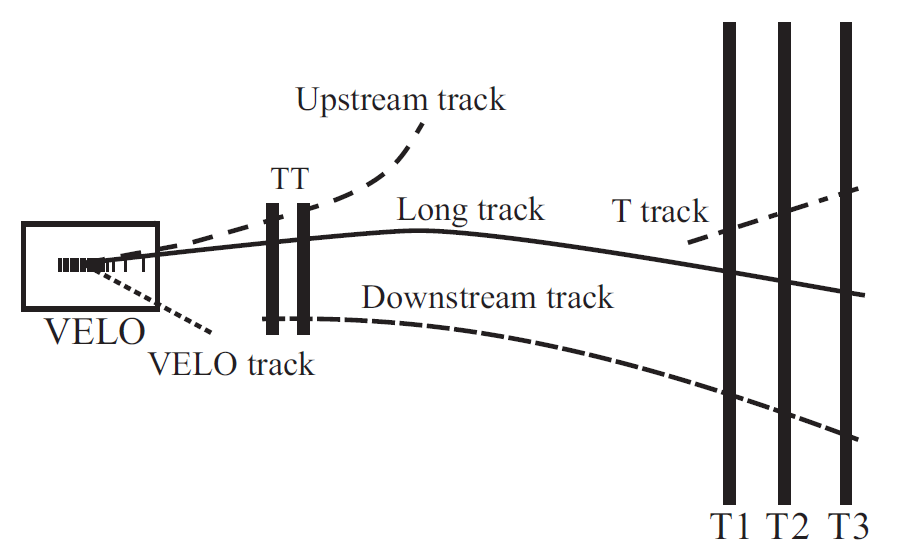 Upstream track
TT
Long track
T track
Downstream track
VELO
VELO track
T1 T2 T3